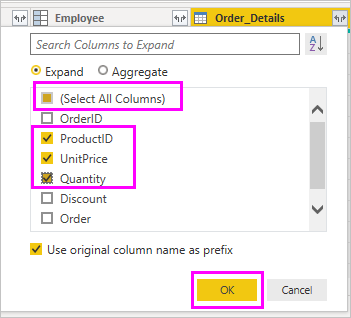 Employee Order_Details
Search Columns to Expand
Expand Aggregate
(Select All Columns)
OrderID
ProductID
UnitPrice
Quantity
Discount
Order
Use original column name as prefix
OK Cancel